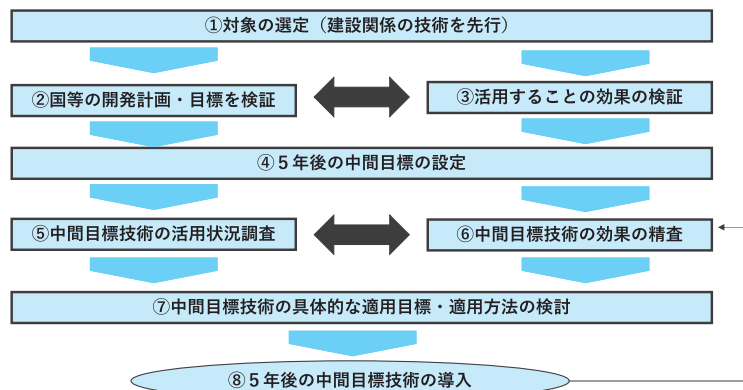 ①対象の選定（建設関係の技術を先行）
②国等の開発計画・目標を検証
③活用することの効果の検証
④５年後の中間目標の設定
⑤中間目標技術の活用状況調査
⑥中間目標技術の効果の精査
⑦中間目標技術の具体的な適用目標・適用方法の検討
⑧５年後の中間目標技術の導入